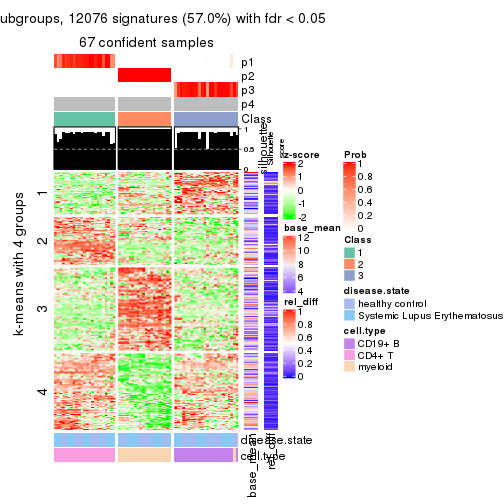 ubgroups, 12076 signatures (57.0%) with fdr < 0.05
67 confident samples
p1
p2
p3
p4
Class
1
0.5
0
silhouette
score
k-means with 4 groups
1
2
3
4
base_mean
rel_diff
disease.state
cell.type
z-score
2
1
0
-1
-2
base_mean
12
10
8
6
4
rel_diff
1
0.8
0.6
0.4
0.2
0
Prob
1
0.8
0.6
0.4
0.2
0
Class
1
2
3
disease.state
healthy control
Systemic Lupus Erythematosus
cell.type
CD19+ B
CD4+ T
myeloid